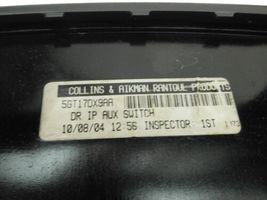 COLLINS & AIKMAN.RANTOUL PRODUCTS
5GT17DX9AA
DR IP AUX SWITCH
10/08/04 12:56 INSPECTOR: 1ST